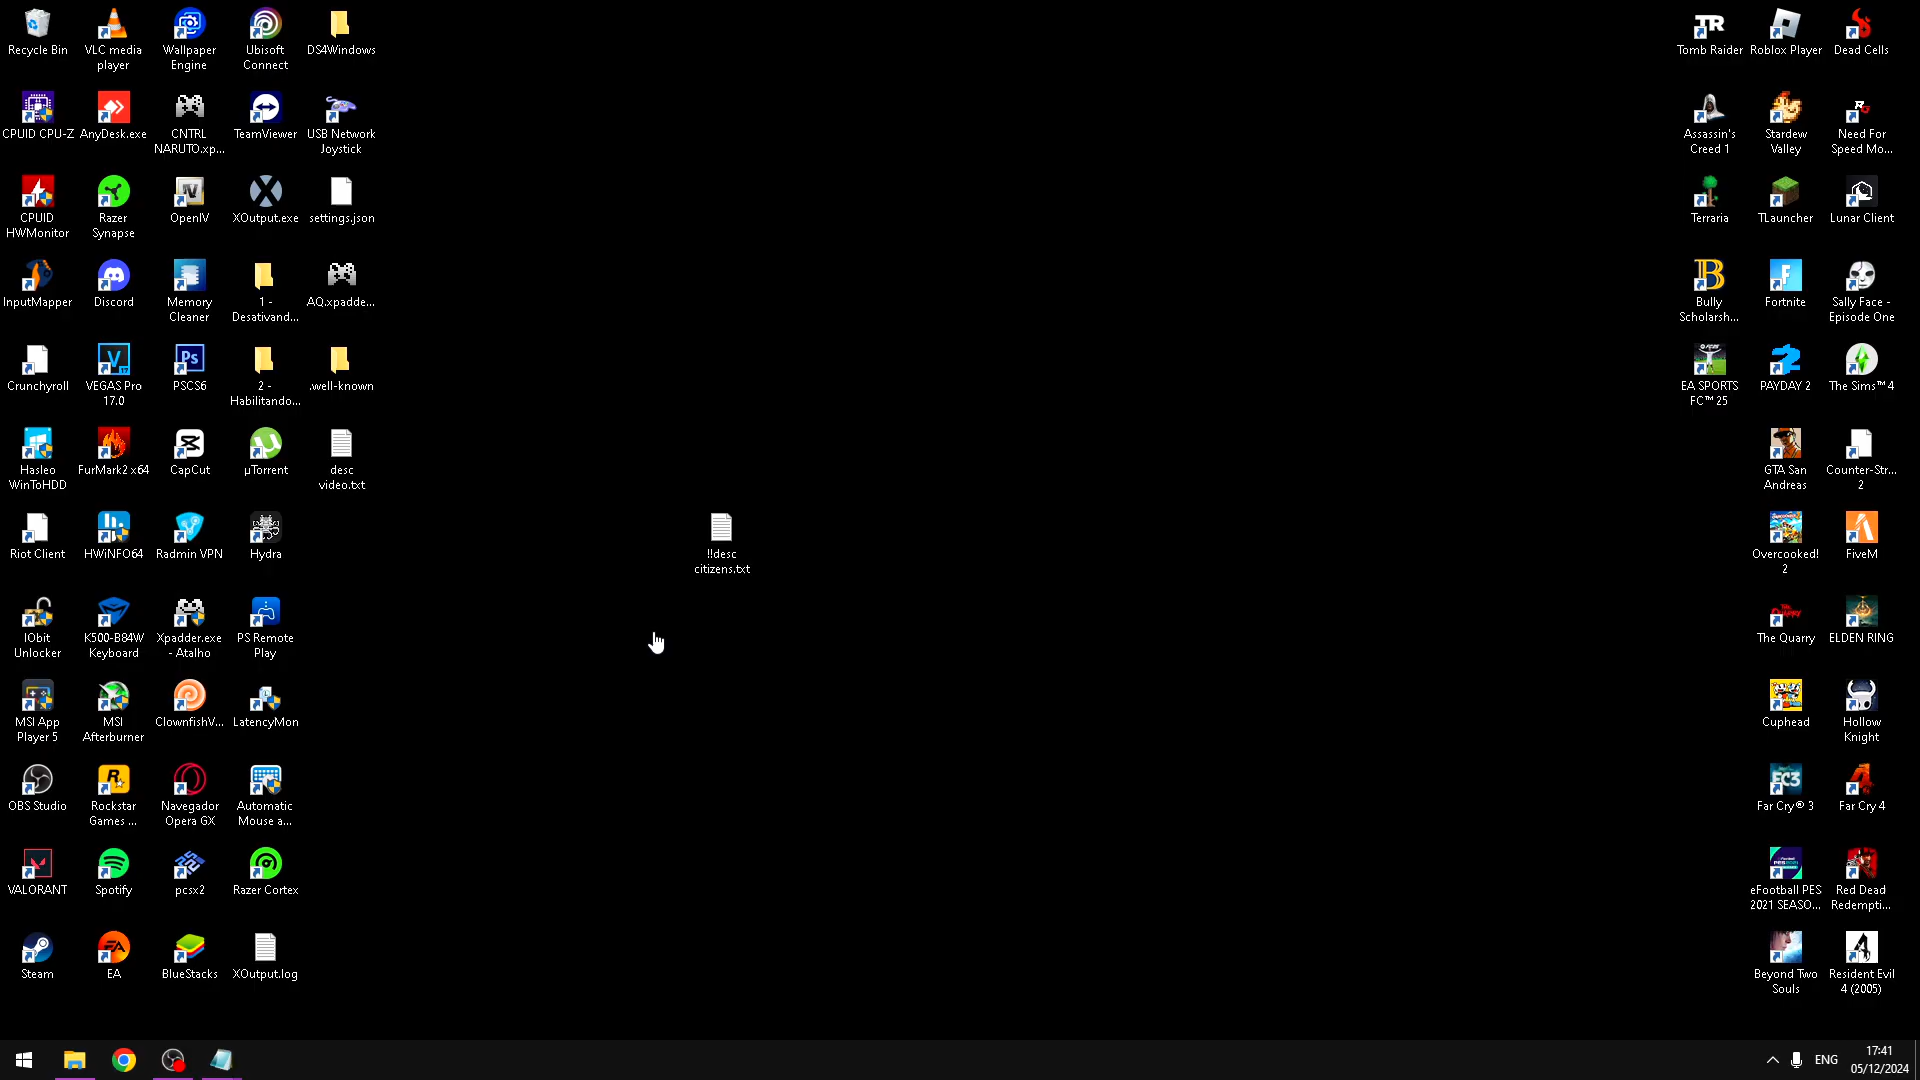 Recycle Bin
VLC media
player
Wallpaper
Engine
Ubisoft
Connect
DS4Windows
CPUID CPU-Z
AnyDesk.exe
CNTRL
NARUTO.xp...
TeamViewer
USB Network
Joystick
CPUID
HWMonitor
Razer
Synapse
OpenIV
XOutput.exe
settings.json
InputMapper
Discord
Memory
Cleaner
1 -
Desativand...
AQ.xpadde...
Crunchyroll
VEGAS Pro
17.0
PSCS6
2 -
Habilitando...
.well-known
Hasleo
WinToHDD
FurMark2 x64
CapCut
µTorrent
desc
video.txt
Riot Client
HWiNFO64
Radmin VPN
Hydra
!!desc
citizens.txt
IObit
Unlocker
K500-B84W
Keyboard
Xpadder.exe
- Atalho
PS Remote
Play
MSI App
Player 5
MSI
Afterburner
ClownfishV...
LatencyMon
OBS Studio
Rockstar
Games ...
Navegador
Opera GX
Automatic
Mouse a...
VALORANT
Spotify
pcsx2
Razer Cortex
Steam
EA
BlueStacks
XOutput.log
Tomb Raider
Roblox Player
Dead Cells
Assassin's
Creed 1
Stardew
Valley
Need For
Speed Mo...
Terraria
TLauncher
Lunar Client
Bully
Scholarsh...
Fortnite
Sally Face -
Episode One
EA SPORTS
FC™ 25
PAYDAY 2
The Sims™ 4
GTA San
Andreas
Counter-Str...
2
Overcooked!
2
FiveM
The Quarry
ELDEN RING
Cuphead
Hollow
Knight
Far Cry® 3
Far Cry 4
eFootball PES
2021 SEASO...
Red Dead
Redempti...
Beyond Two
Souls
Resident Evil
4 (2005)
ENG
17:41
05/12/2024